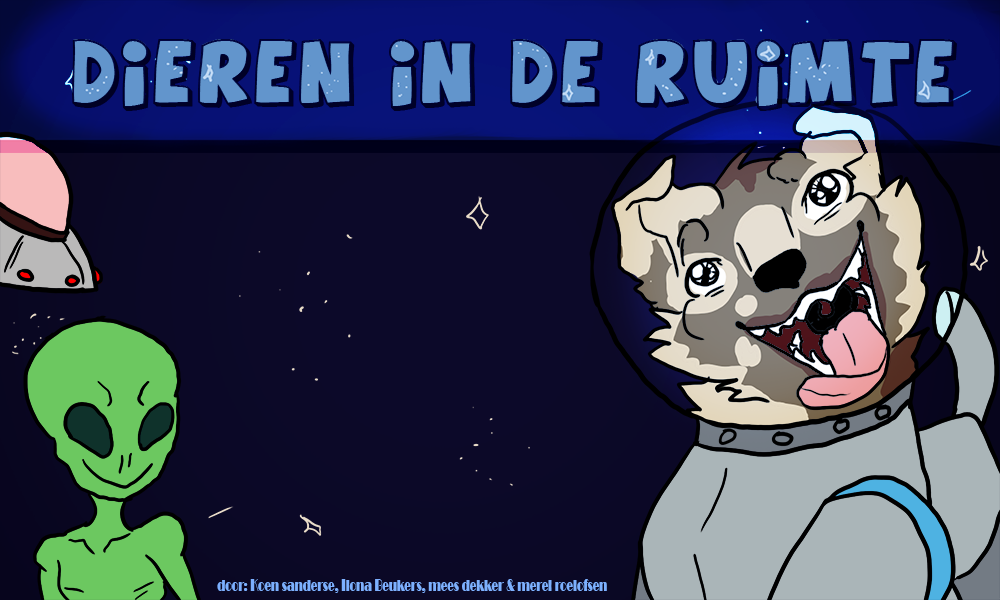 DiEREN iN DE RUiMTE
door: Koen sanderse, Ilona Beukers, mees dekker & merel roelofsen